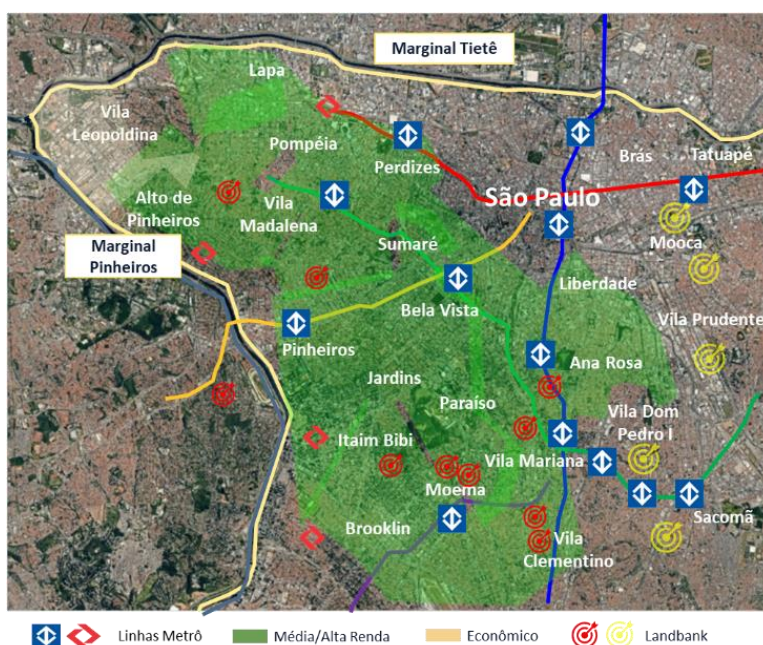 Marginal Tietê
Lapa
Vila
Leopoldina
Pompéia
Perdizes
Brás
Tatuapé
São Paulo
Alto de
Pinheiros
Vila
Madalena
Mooca
Marginal
Pinheiros
Sumaré
Liberdade
Bela Vista
Vila Prudente
Pinheiros
Ana Rosa
Jardins
Paraíso
Vila Dom
Pedro I
Itaim Bibi
Vila Mariana
Moema
Sacomã
Brooklin
Vila
Clementino
Linhas Metrô
Média/Alta Renda
Econômico
Landbank